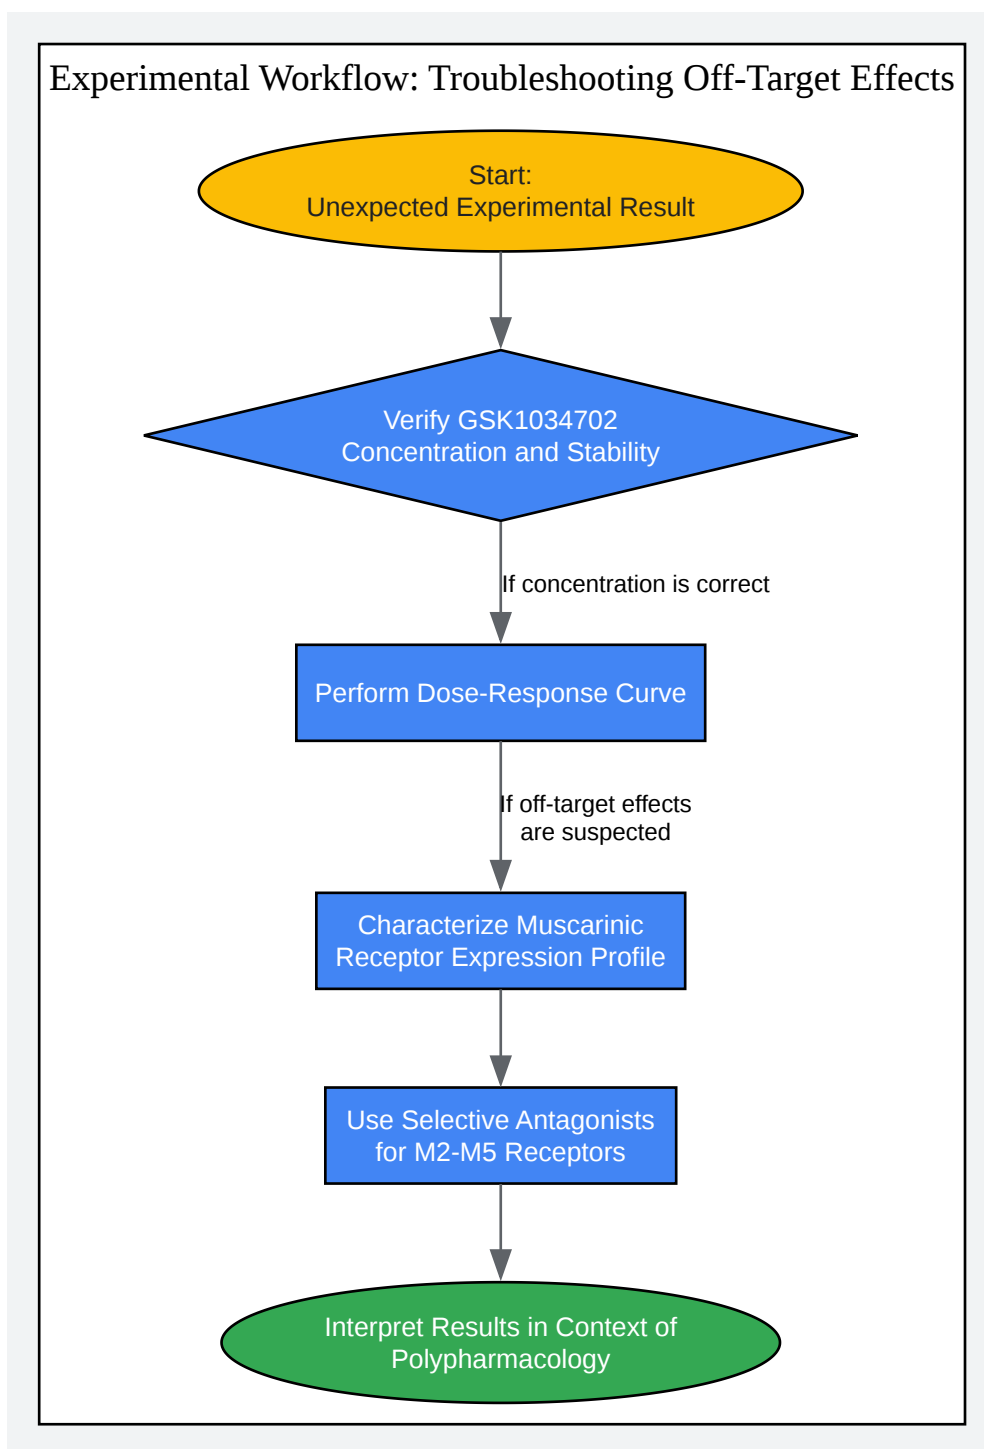 Experimental Workflow: Troubleshooting Off-Target Effects
Start:
Unexpected Experimental Result
Verify GSK1034702
Concentration and Stability
If concentration is correct
Perform Dose-Response Curve
If off-target effects
are suspected
Characterize Muscarinic
Receptor Expression Profile
Use Selective Antagonists
for M2-M5 Receptors
Interpret Results in Context of
Polypharmacology